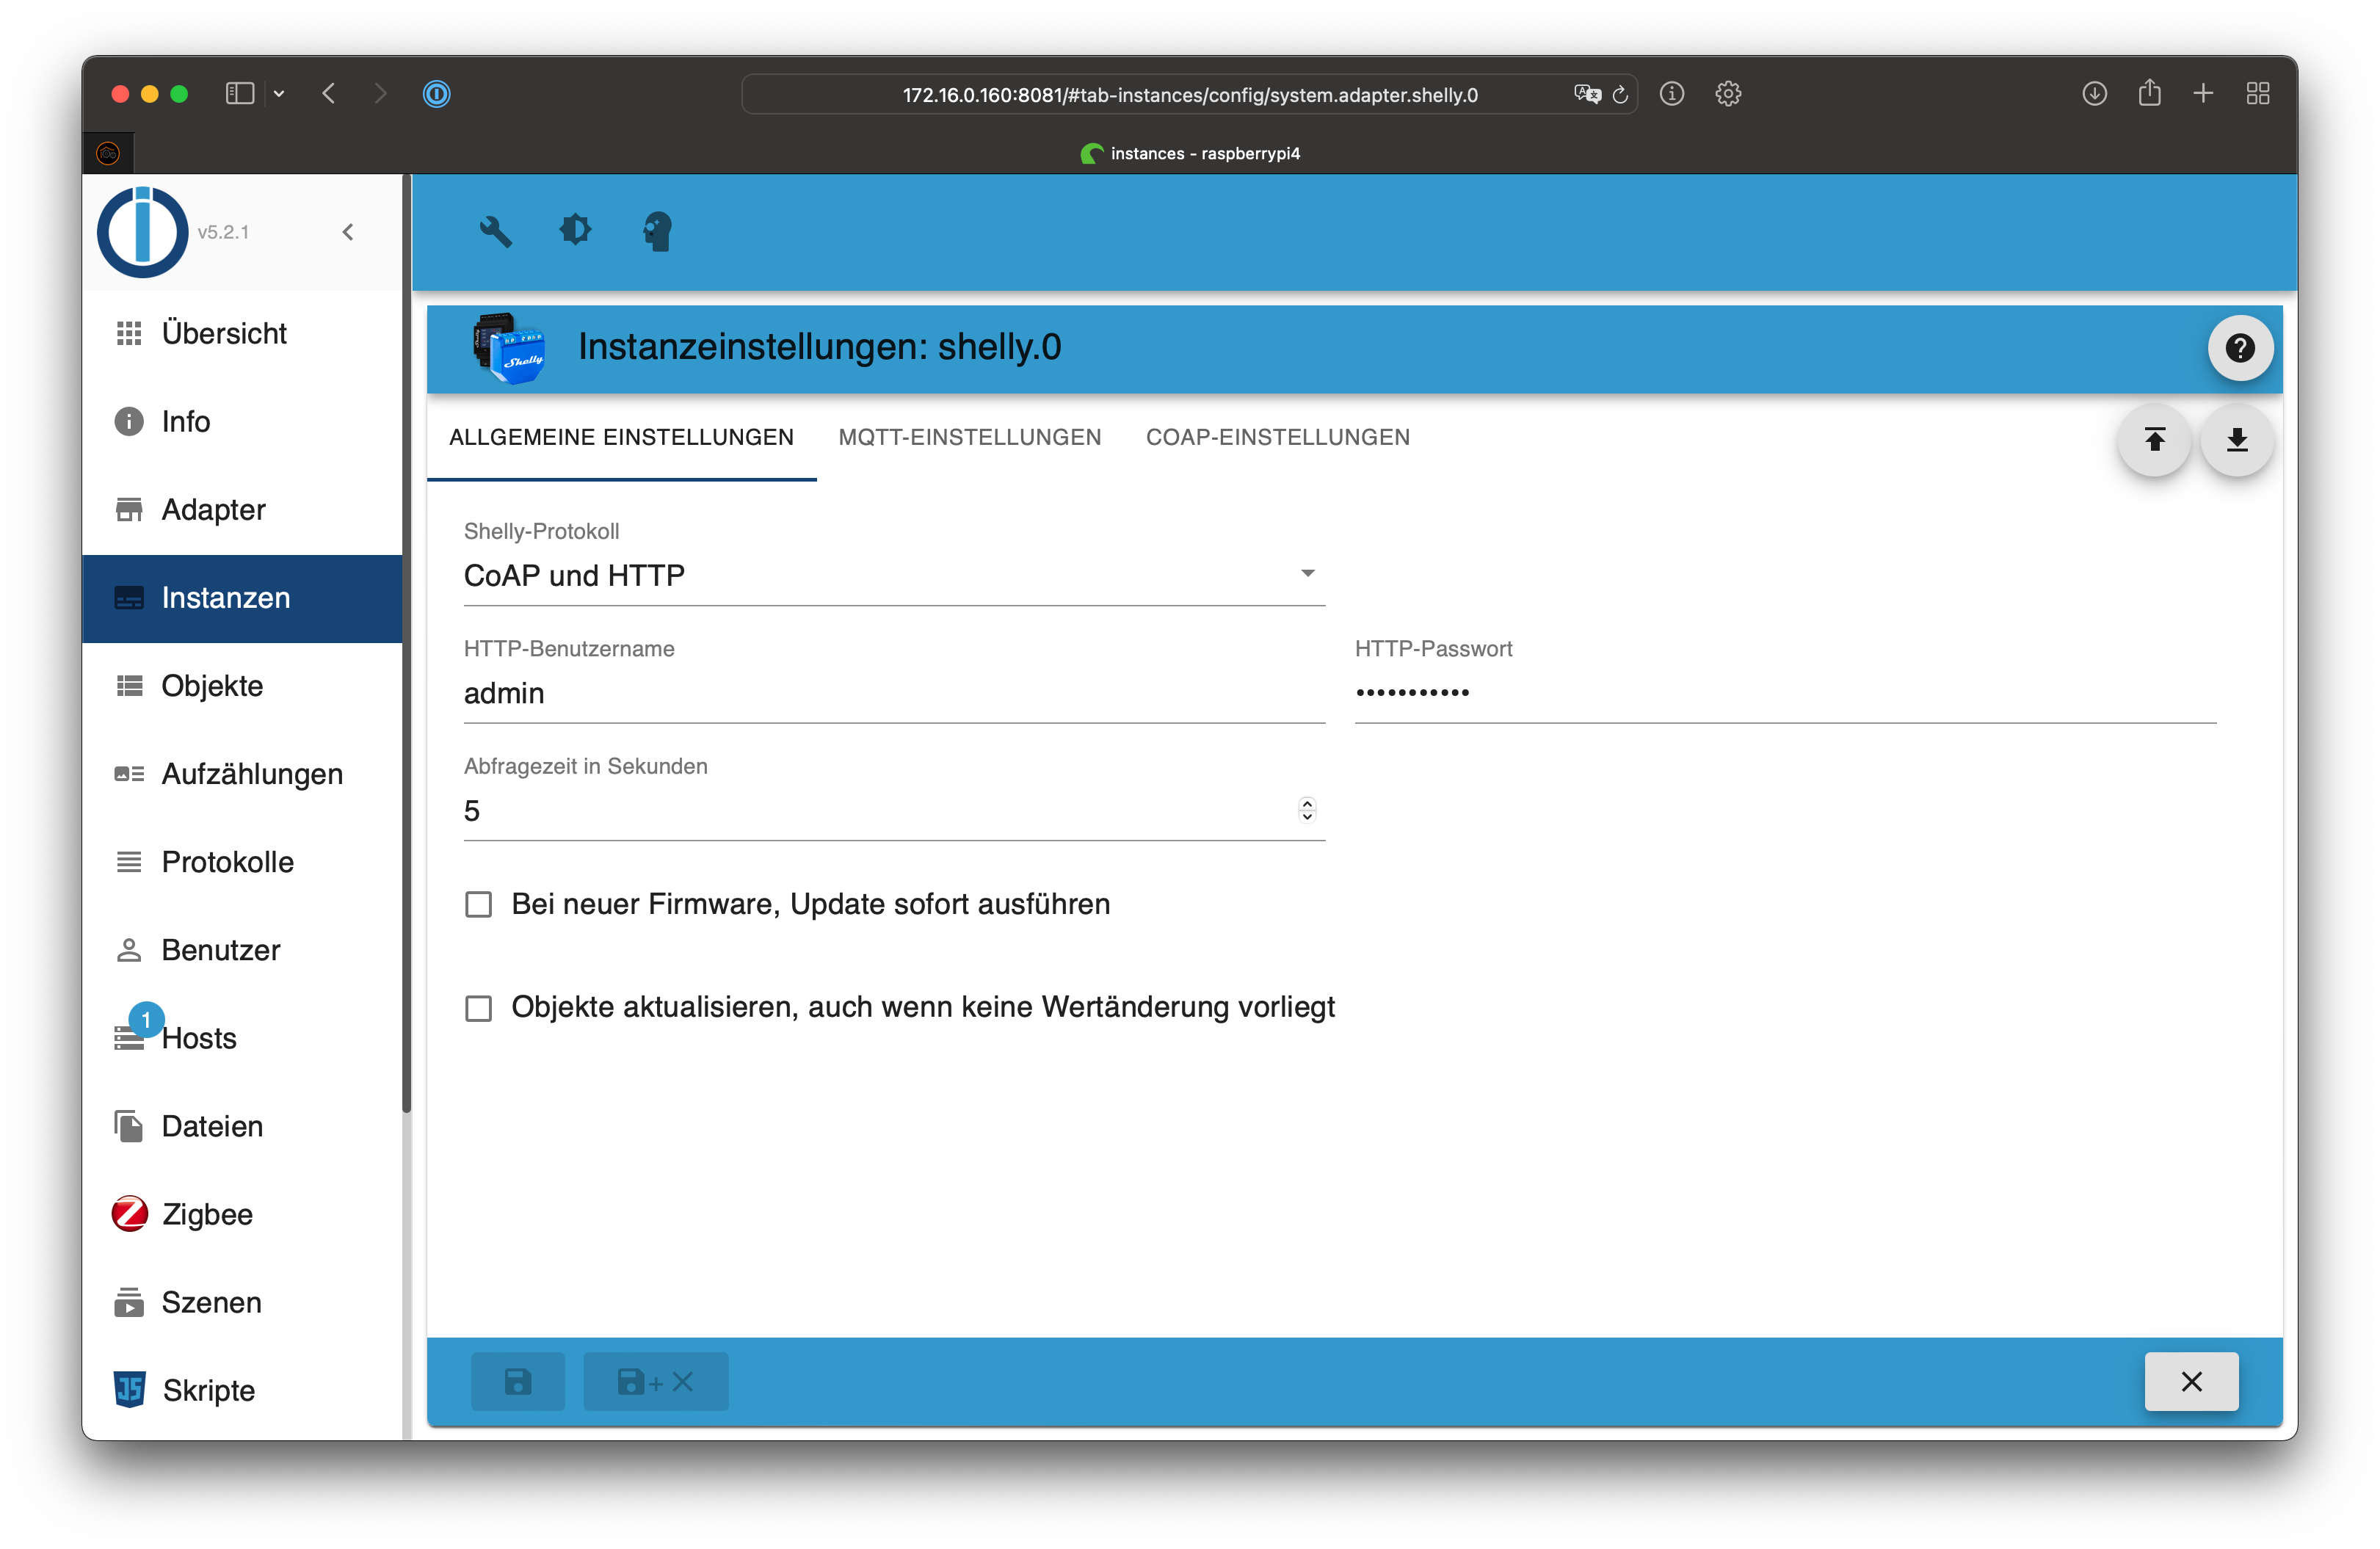 172.16.0.160:8081/#tab-instances/config/system.adapter.shelly.0
instances - raspberrypi4
v5.2.1
Übersicht
Info
Adapter
Instanzen
Objekte
Aufzählungen
Protokolle
Benutzer
1
Hosts
Dateien
Zigbee
Szenen
JS
Skripte
Shelly
Instanzeinstellungen: shelly.0
ALLGEMEINE EINSTELLUNGEN MQTT-EINSTELLUNGEN COAP-EINSTELLUNGEN
Shelly-Protokoll
CoAP und HTTP
HTTP-Benutzername HTTP-Passwort
admin •••••••••••
Abfragezeit in Sekunden
5
Bei neuer Firmware, Update sofort ausführen
Objekte aktualisieren, auch wenn keine Wertänderung vorliegt